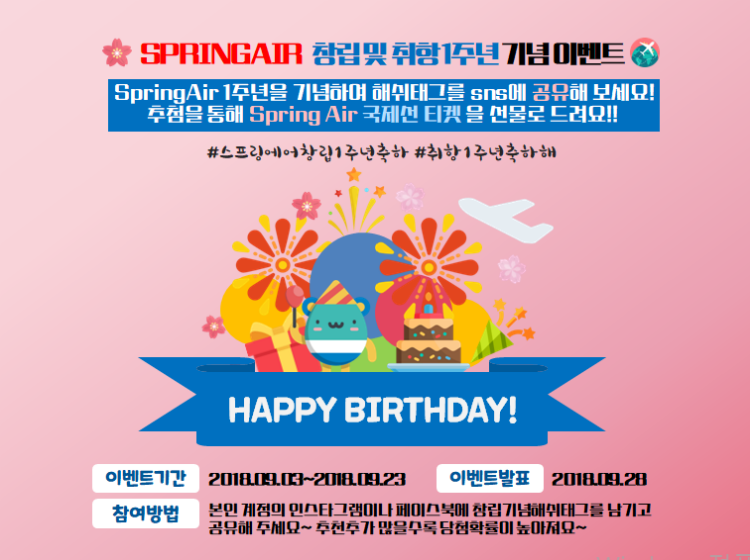 SPRINGAIR 창립 및 취항 1주년 기념 이벤트
SpringAir 1주년을 기념하여 해쉬태그를 sns에 공유해 보세요!
추첨을 통해 Spring Air 국제선 티켓 을 선물로 드려요!!
#스프링에어창립1주년축하 #취항1주년축하해
HAPPY BIRTHDAY!
이벤트기간 2018.09.03~2018.09.23 이벤트발표 2018.09.28
참여방법 본인 계정의 인스타그램이나 페이스북에 창립기념해쉬태그를 남기고
공유해 주세요~ 추천수가 많을수록 당첨확률이 높아져요~